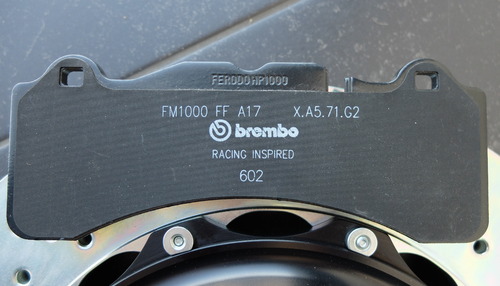 FERODO HP1000
FM1000 FF A17 X.A5.71.G2
brembo
RACING INSPIRED
602